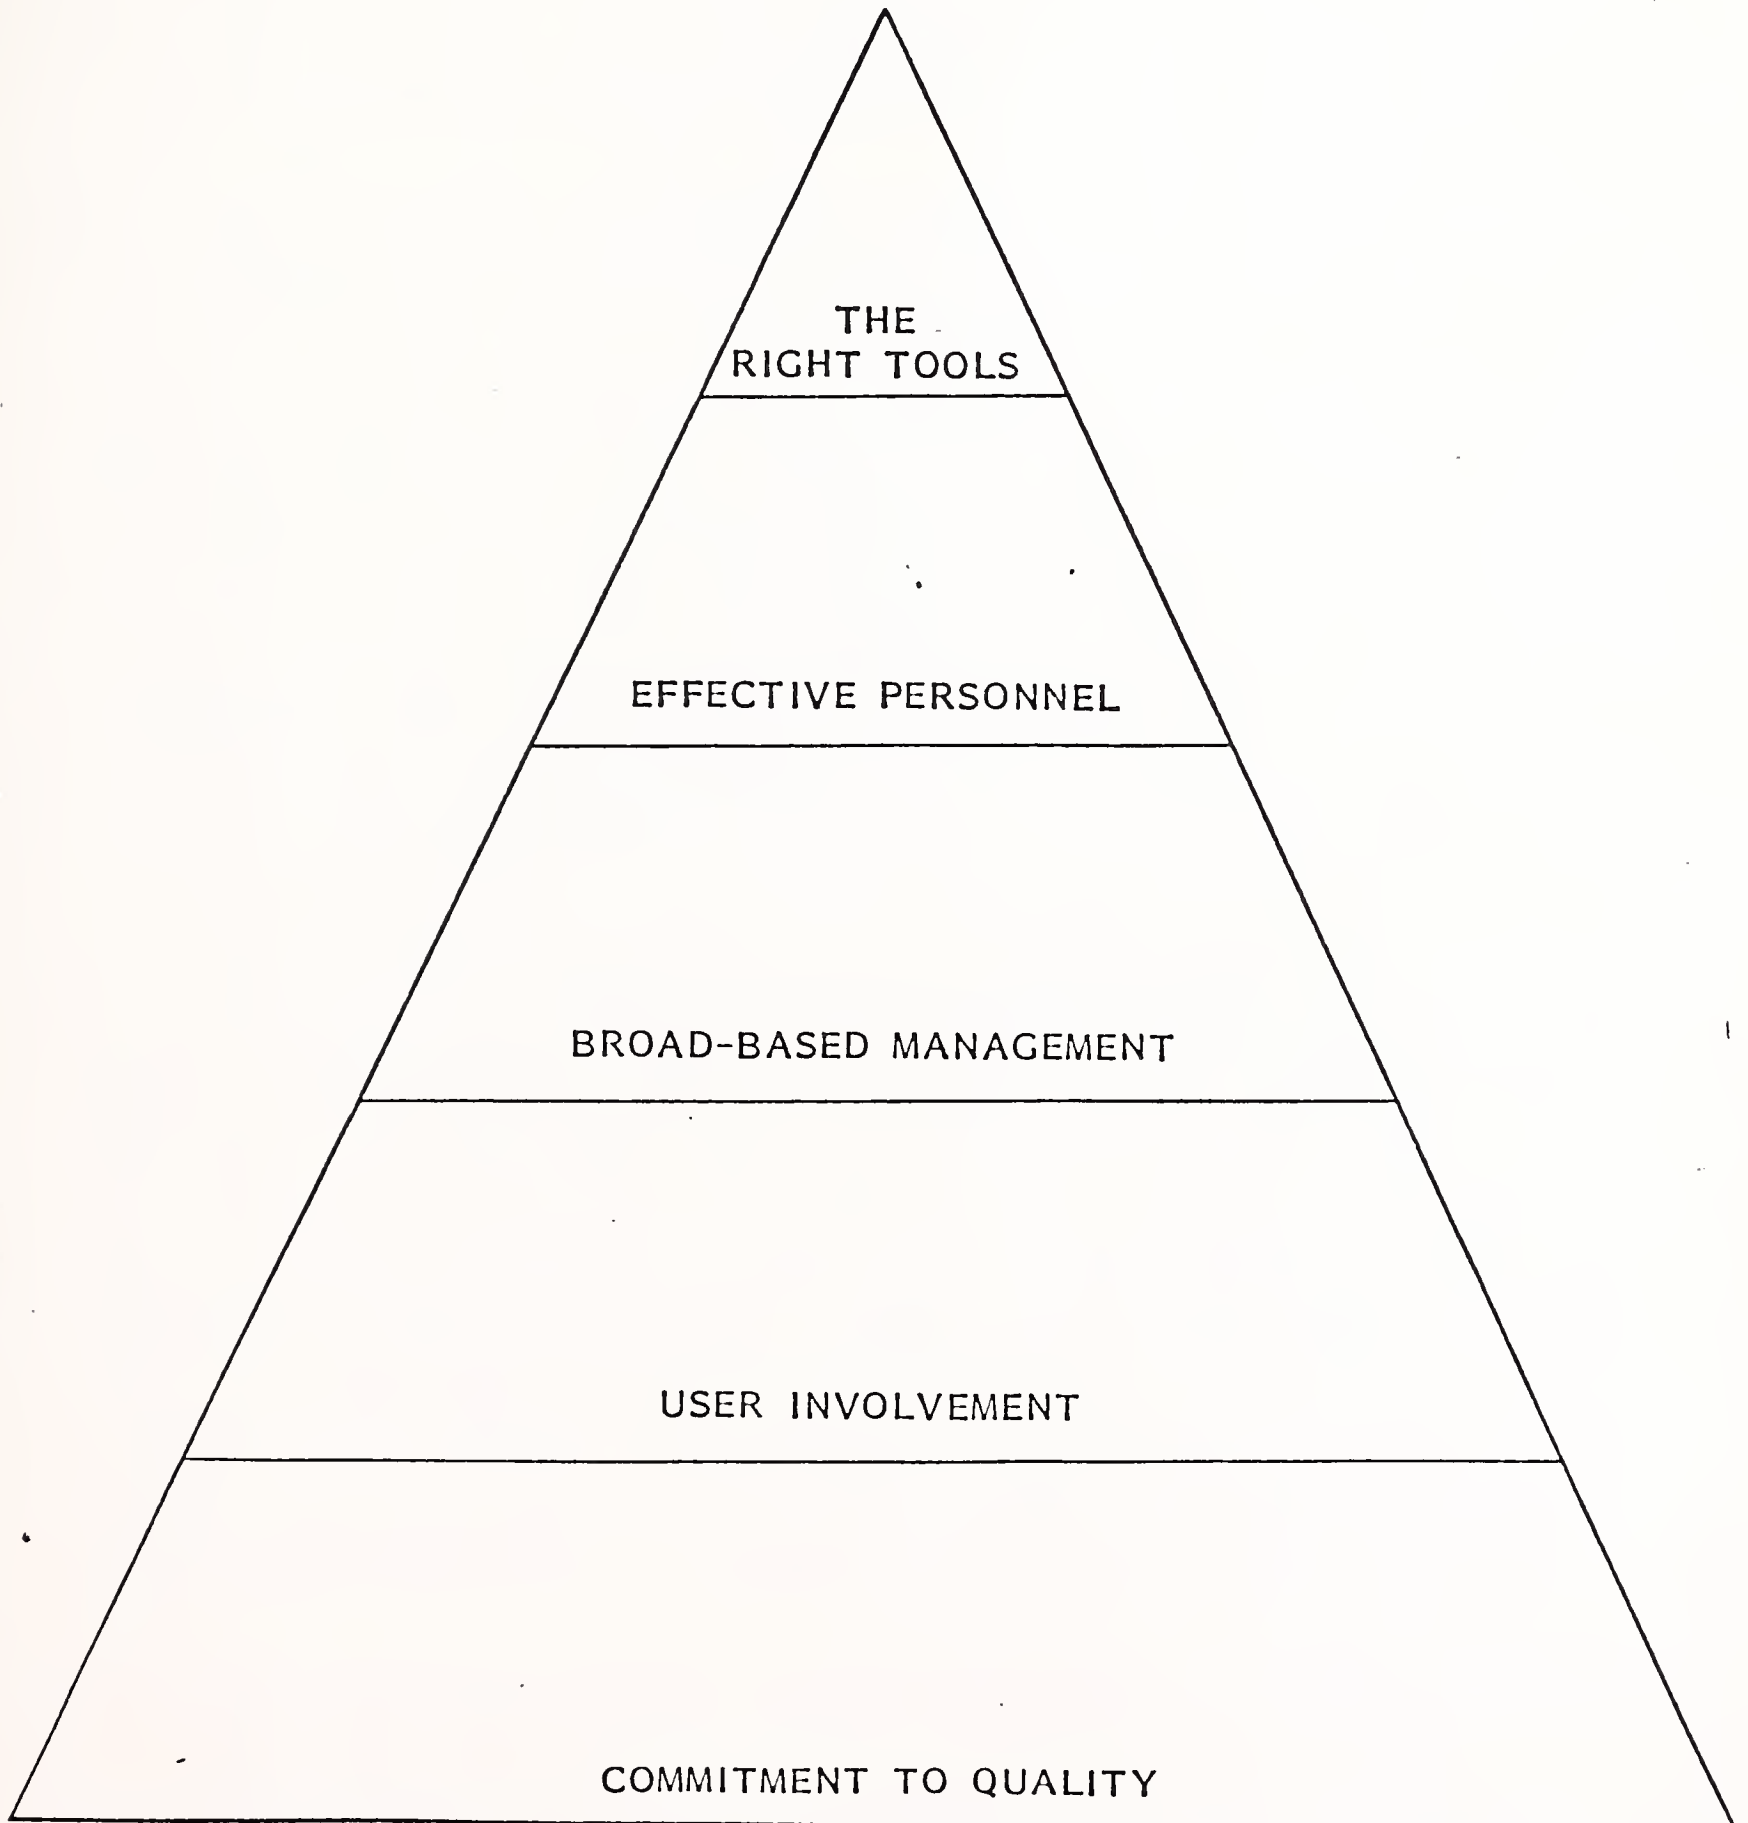 THE
RIGHT TOOLS
EFFECTIVE PERSONNEL
BROAD-BASED MANAGEMENT
USER INVOLVEMENT
COMMITMENT TO QUALITY